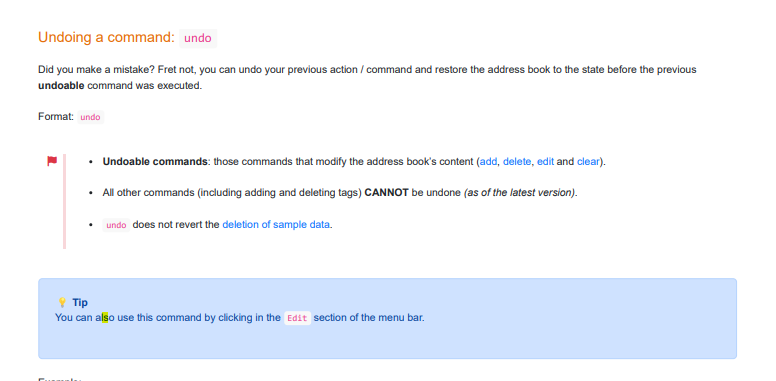 Undoing a command: undo
Did you make a mistake? Fret not, you can undo your previous action / command and restore the address book to the state before the previous
undoable command was executed.
Format: undo
• Undoable commands: those commands that modify the address book's content (add, delete, edit and clear).
• All other commands (including adding and deleting tags) CANNOT be undone (as of the latest version).
• undo does not revert the deletion of sample data.
💡 Tip
You can also use this command by clicking in the Edit section of the menu bar.